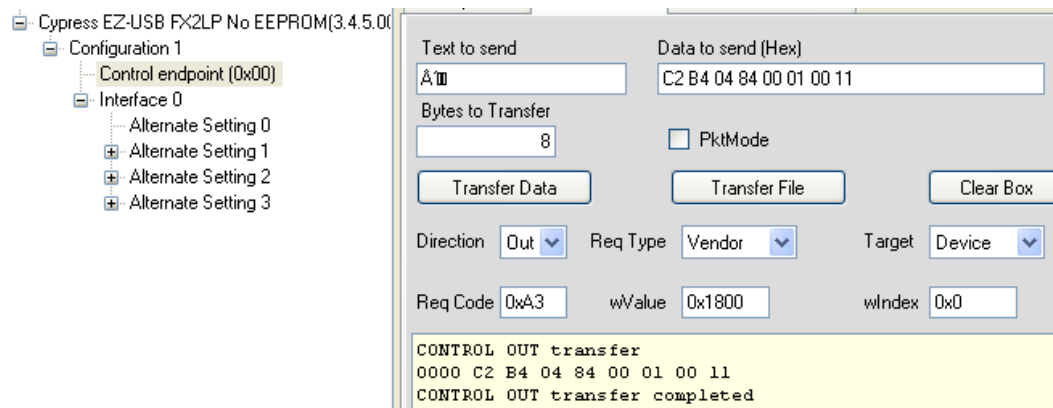 Cypress EZ-USB FX2LP No EEPROM(3.4.5.0(
Configuration 1
Control endpoint (0x00)
Interface 0
Alternate Setting 0
Alternate Setting 1
Alternate Setting 2
Alternate Setting 3
Text to send Data to send (Hex)
C2 B4 04 84 00 01 00 11
Bytes to Transfer
8 PktMode
Transfer Data Transfer File Clear Box
Direction Out Req Type Vendor Target Device
Req Code 0xA3 wValue 0x1800 wIndex 0x0
CONTROL OUT transfer
0000 C2 B4 04 84 00 01 00 11
CONTROL OUT transfer completed